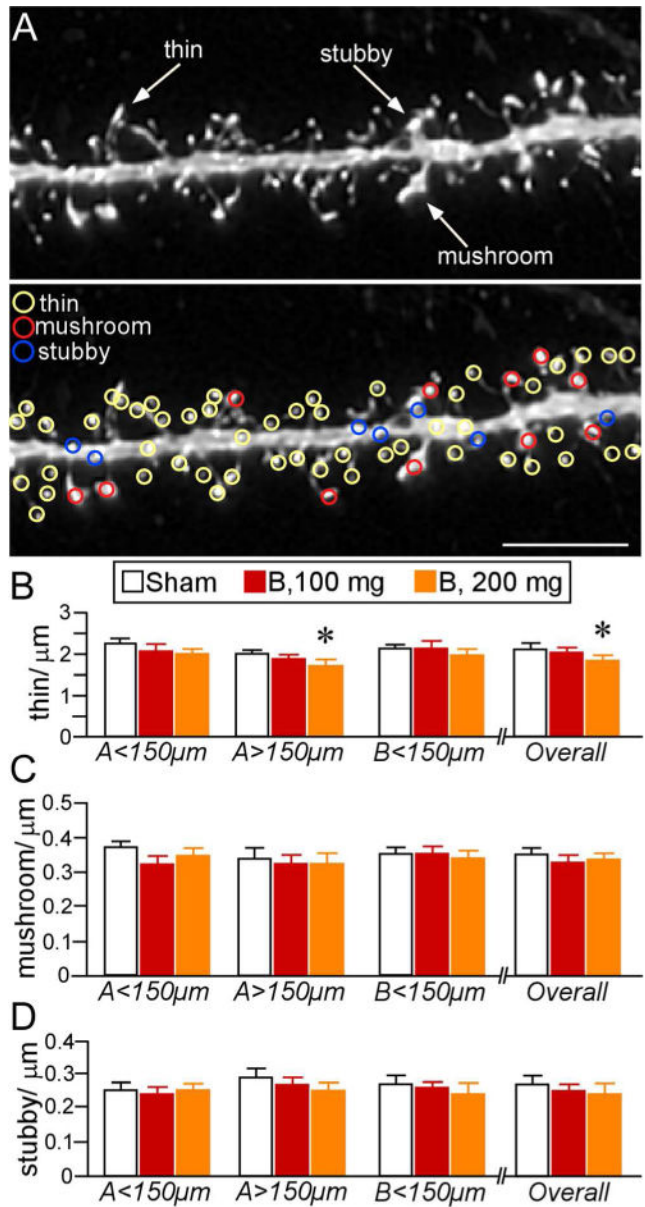 A
thin
stubby
mushroom
thin
mushroom
stubby
Sham B,100 mg B, 200 mg
B
thin/ μm
3
2
1
0
* *
A<150μm A>150μm B<150μm // Overall
C
mushroom/ μm
0.5
0.4
0.3
0.2
0.1
0
A<150μm A>150μm B<150μm // Overall
D
stubby/ μm
0.4
0.3
0.2
0.1
0
A<150μm A>150μm B<150μm // Overall